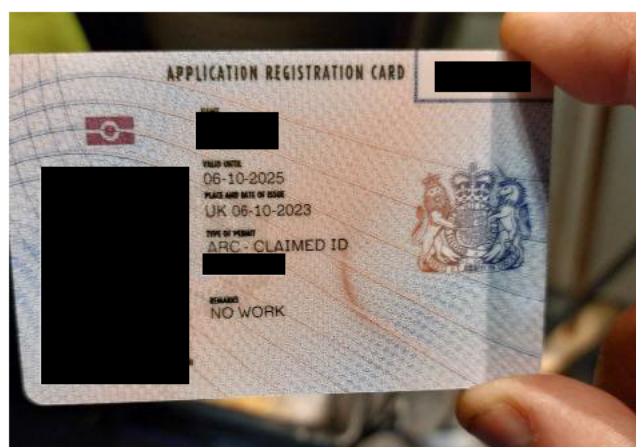 APPLICATION REGISTRATION CARD
VALID UNTIL
06-10-2025
PLACE AND DATE OF ISSUE
UK 06-10-2023
TYPE OF PERMIT
ARC - CLAIMED ID
REMARKS
NO WORK